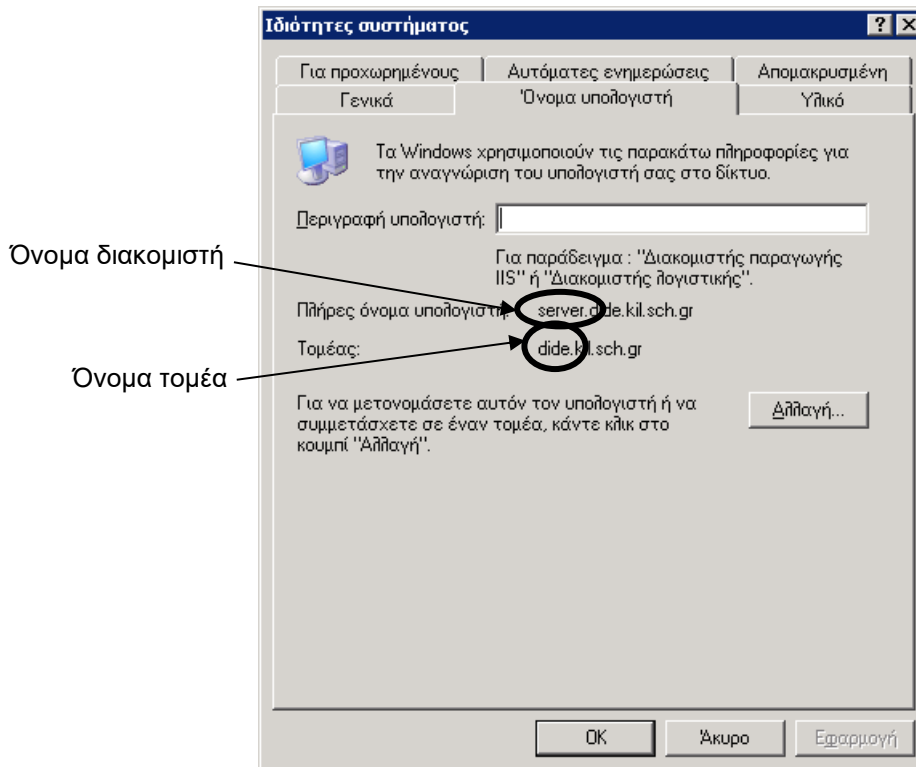 Ιδιότητες συστήματος
Για προχωρημένους
Αυτόματες ενημερώσεις
Απομακρυσμένη
Γενικά
Όνομα υπολογιστή
Υλικό
Τα Windows χρησιμοποιούν τις παρακάτω πληροφορίες για
την αναγνώριση του υπολογιστή σας στο δίκτυο.
Περιγραφή υπολογιστή:
Για παράδειγμα : "Διακομιστής παραγωγής
IIS" ή "Διακομιστής λογιστικής".
Όνομα διακομιστή
Πλήρες όνομα υπολογιστή: server.dide.kil.sch.gr
Τομέας: dide.kil.sch.gr
Όνομα τομέα
Για να μετονομάσετε αυτόν τον υπολογιστή ή να
συμμετάσχετε σε έναν τομέα, κάντε κλικ στο
κουμπί "Αλλαγή".
Αλλαγή...
OK
Άκυρο
Εφαρμογή